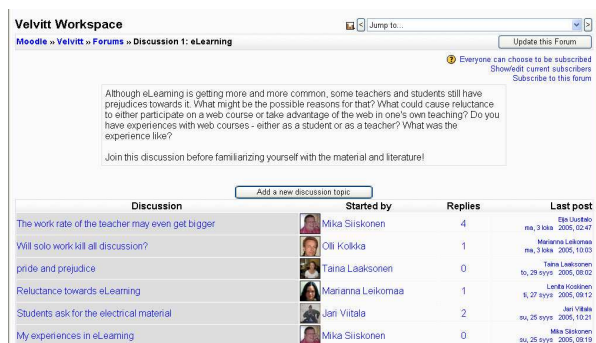 Velvitt Workspace
< Jump to... >
Moodle » Velvitt » Forums » Discussion 1: eLearning
Update this Forum
Everyone can choose to be subscribed
Show/edit current subscribers
Subscribe to this forum
Although eLearning is getting more and more common, some teachers and students still have
prejudices towards it. What might be the possible reasons for that? What could cause reluctance
to either participate on a web course or take advantage of the web in one's own teaching? Do you
have experiences with web courses - either as a student or as a teacher? What was the
experience like?
Join this discussion before familiarizing yourself with the material and literature!
Add a new discussion topic
Discussion Started by Replies Last post
The work rate of the teacher may even get bigger Mika Siiskonen 4 Eija Uusitalo
ma, 3 loka 2005, 02:47
Will solo work kill all discussion? Olli Kolkka 1 Marianna Leikomaa
ma, 3 loka 2005, 10:03
pride and prejudice Taina Laaksonen 0 Taina Laaksonen
to, 29 syys 2005, 08:02
Reluctance towards eLearning Marianna Leikomaa 1 Lenita Koskinen
ti, 27 syys 2005, 09:12
Students ask for the electrical material Jari Viitala 2 Jari Viitala
su, 25 syys 2005, 10:21
My experiences in eLearning Mika Siiskonen 0 Mika Siiskonen
su, 25 syys 2005, 09:19